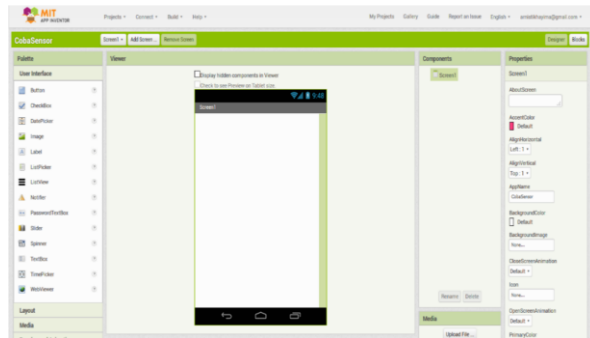 MIT
APP INVENTOR
Projects Connect Build Help
My Projects Gallery Guide Report an Issue English
CobaSensor
Screen1 Add Screen... Remove Screen
Designer Blocks
Palette
User Interface
Button
CheckBox
DatePicker
Image
Label
ListPicker
ListView
Notifier
PasswordTextBox
Slider
Spinner
TextBox
TimePicker
WebViewer
Layout
Media
Viewer
Display hidden components in Viewer
Check to see Preview on Tablet size.
9:48
Screen1
Components
Screen1
Rename Delete
Media
Upload File ...
Properties
Screen1
AboutScreen
AccentColor
Default
AlignHorizontal
Left : 1
AlignVertical
Top : 1
AppName
CobaSensor
BackgroundColor
Default
BackgroundImage
None...
CloseScreenAnimation
Default
Icon
None...
OpenScreenAnimation
Default
PrimaryColor